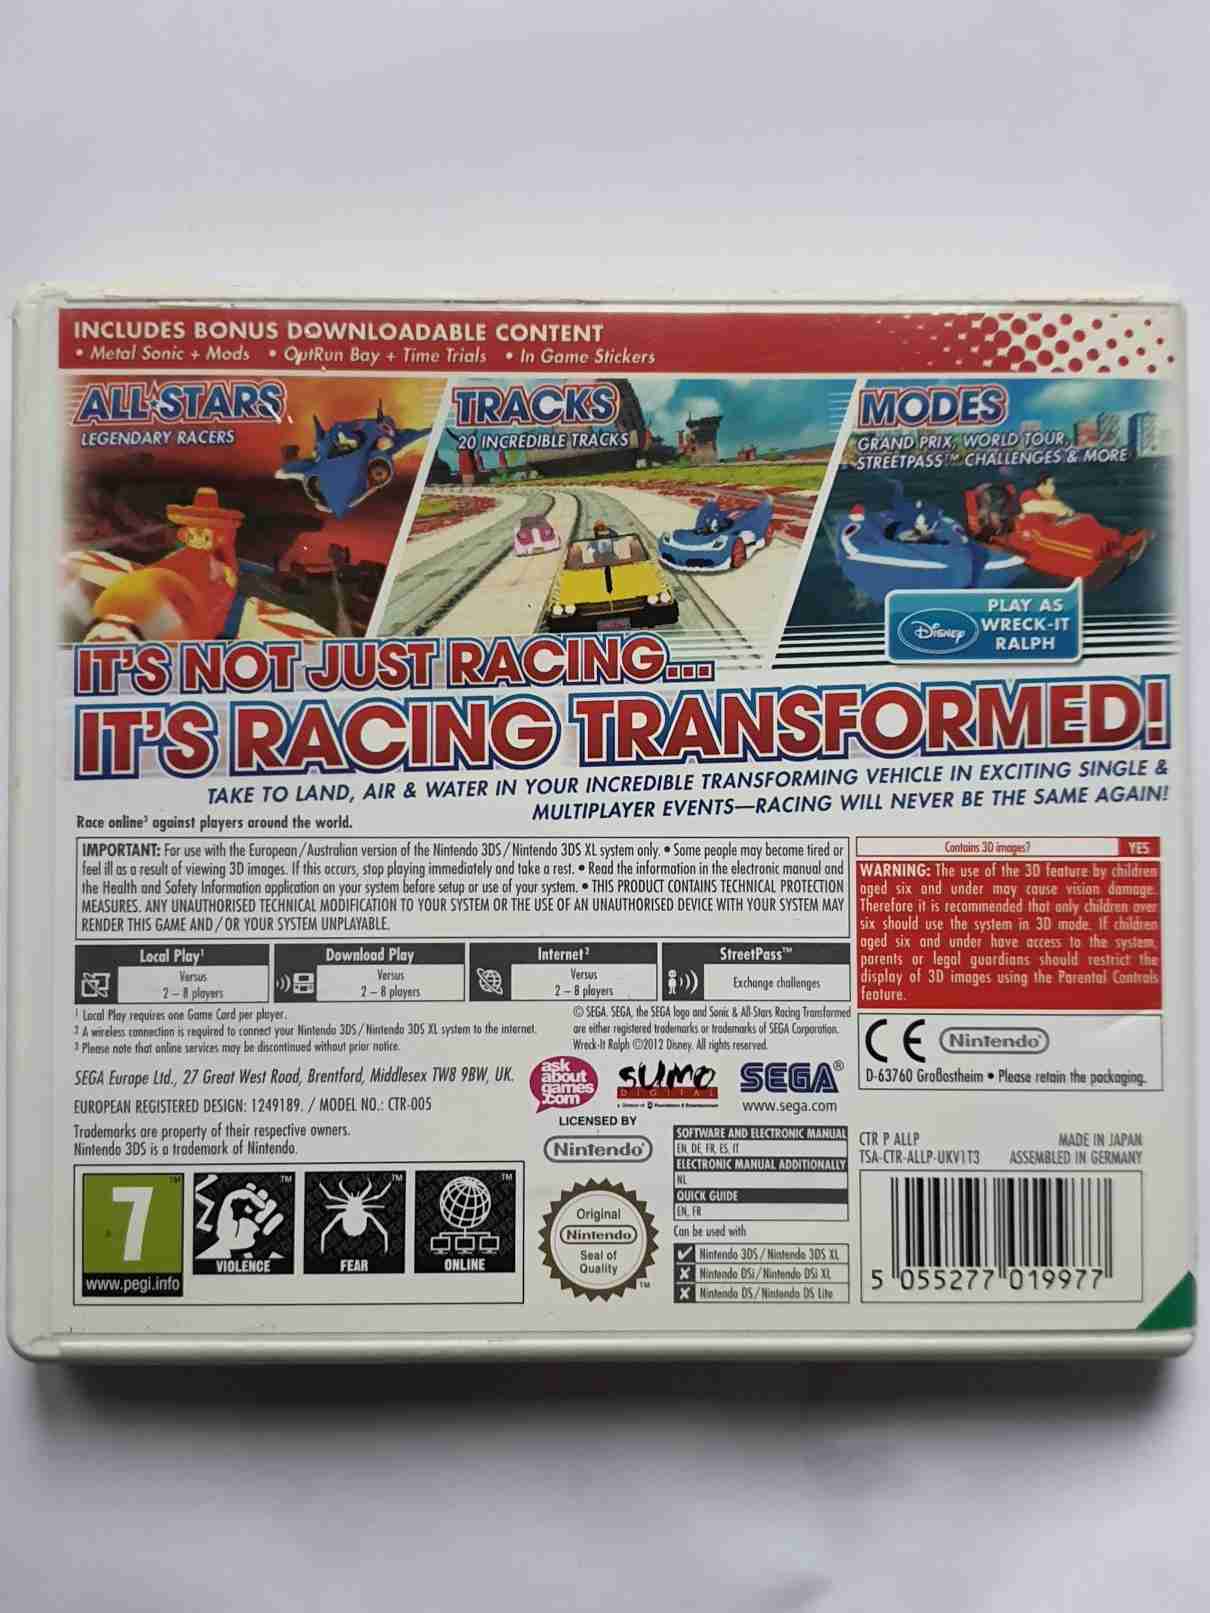 INCLUDES BONUS DOWNLOADABLE CONTENT
• Metal Sonic + Mods • OutRun Bay + Time Trials • In Game Stickers
ALL★STARS
LEGENDARY RACERS
TRACKS
20 INCREDIBLE TRACKS
MODES
GRAND PRIX, WORLD TOUR,
STREETPASS™ CHALLENGES & MORE
Disney
PLAY AS
WRECK-IT
RALPH
IT'S NOT JUST RACING...
IT'S RACING TRANSFORMED!
TAKE TO LAND, AIR & WATER IN YOUR INCREDIBLE TRANSFORMING VEHICLE IN EXCITING SINGLE &
MULTIPLAYER EVENTS—RACING WILL NEVER BE THE SAME AGAIN!
Race online³ against players around the world.
IMPORTANT: For use with the European/Australian version of the Nintendo 3DS/Nintendo 3DS XL system only. • Some people may become tired or
feel ill as a result of viewing 3D images. If this occurs, stop playing immediately and take a rest. • Read the information in the electronic manual and
the Health and Safety Information application on your system before setup or use of your system. • THIS PRODUCT CONTAINS TECHNICAL PROTECTION
MEASURES. ANY UNAUTHORISED TECHNICAL MODIFICATION TO YOUR SYSTEM OR THE USE OF AN UNAUTHORISED DEVICE WITH YOUR SYSTEM MAY
RENDER THIS GAME AND/OR YOUR SYSTEM UNPLAYABLE.
Contains 3D images? YES
WARNING: The use of the 3D feature by children
aged six and under may cause vision damage.
Therefore it is recommended that only children over
six should use the system in 3D mode. If children
aged six and under have access to the system,
parents or legal guardians should restrict the
display of 3D images using the Parental Controls
feature.
Local Play¹
Versus
2 – 8 players
Download Play
Versus
2 – 8 players
Internet²
Versus
2 – 8 players
StreetPass™
Exchange challenges
¹ Local Play requires one Game Card per player.
² A wireless connection is required to connect your Nintendo 3DS/Nintendo 3DS XL system to the internet.
³ Please note that online services may be discontinued without prior notice.
© SEGA. SEGA, the SEGA logo and Sonic & All-Stars Racing Transformed
are either registered trademarks or trademarks of SEGA Corporation.
Wreck-It Ralph ©2012 Disney. All rights reserved.
CE Nintendo®
D-63760 Großostheim • Please retain the packaging.
SEGA Europe Ltd., 27 Great West Road, Brentford, Middlesex TW8 9BW, UK.
EUROPEAN REGISTERED DESIGN: 1249189. / MODEL NO.: CTR-005
Trademarks are property of their respective owners.
Nintendo 3DS is a trademark of Nintendo.
ask
about
games
.com
SUMO
DIGITAL
SEGA®
www.sega.com
LICENSED BY
Nintendo®
SOFTWARE AND ELECTRONIC MANUAL
EN, DE, FR, ES, IT
ELECTRONIC MANUAL ADDITIONALLY
NL
QUICK GUIDE
EN, FR
Can be used with
Nintendo 3DS/Nintendo 3DS XL
Nintendo DSi/Nintendo DSi XL
Nintendo DS/Nintendo DS Lite
CTR P ALLP
TSA-CTR-ALLP-UKV1T3
MADE IN JAPAN
ASSEMBLED IN GERMANY
5 055277 019977
7 ™
www.pegi.info
VIOLENCE ™
FEAR ™
ONLINE ™
Original
Nintendo
Seal of
Quality
™